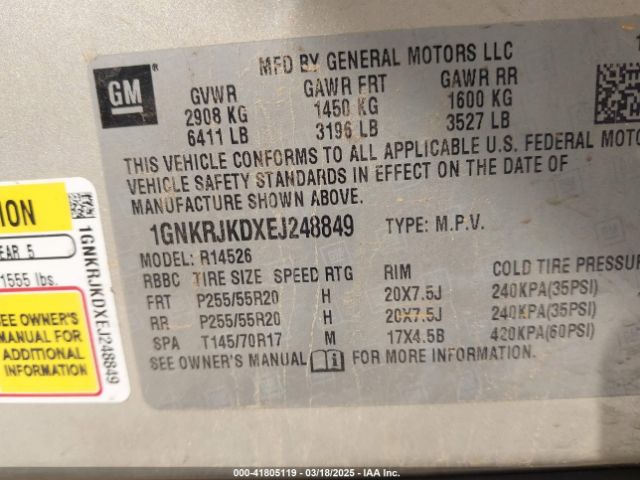 MFD BY GENERAL MOTORS LLC
GM
®
GVWR GAWR FRT GAWR RR
2908 KG 1450 KG 1600 KG
6411 LB 3196 LB 3527 LB
THIS VEHICLE CONFORMS TO ALL APPLICABLE U.S. FEDERAL MOTO
VEHICLE SAFETY STANDARDS IN EFFECT ON THE DATE OF
MANUFACTURE SHOWN ABOVE.
1GNKRJKDXEJ248849 TYPE: M.P.V.
MODEL: R14526
RBBC TIRE SIZE SPEED RTG RIM COLD TIRE PRESSUR
FRT P255/55R20 H 20X7.5J 240KPA(35PSI)
RR P255/55R20 H 20X7.5J 240KPA(35PSI)
SPA T145/70R17 M 17X4.5B 420KPA(60PSI)
SEE OWNER'S MANUAL FOR MORE INFORMATION.
ION
EAR 5
1555 lbs.
SEE OWNER'S
MANUAL FOR
ADDITIONAL
INFORMATION
1GNKRJKDXEJ248849
000-41805119 - 03/18/2025 - IAA Inc.